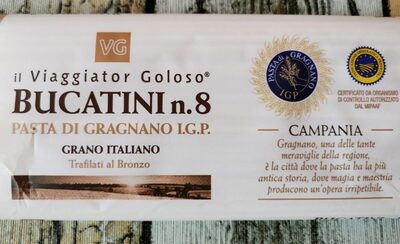 VG
il Viaggiator Goloso®
BUCATINI n.8
PASTA DI GRAGNANO I.G.P.
GRANO ITALIANO
Trafilati al Bronzo
PASTA DI GRAGNANO
I G P
CERTIFICATO DA ORGANISMO
DI CONTROLLO AUTORIZZATO
DAL MIPAAF
CAMPANIA
Gragnano, una delle tante
meraviglie della regione,
è la città dove la pasta ha la più
antica storia, dove magia e maestria
producono un'opera irripetibile.